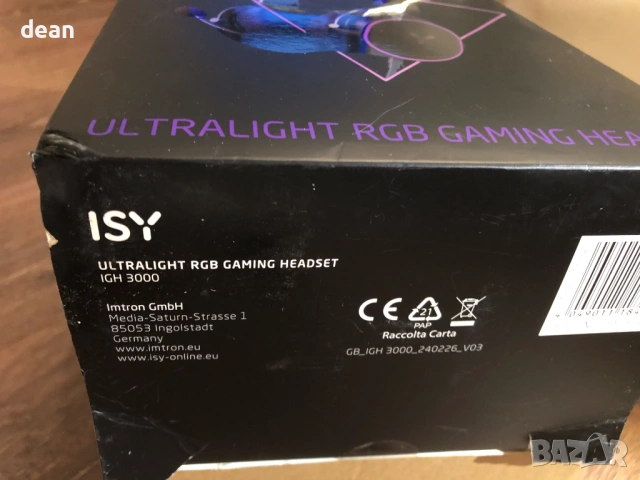 dean
ULTRALIGHT RGB GAMING
ISY
ULTRALIGHT RGB GAMING HEADSET
IGH 3000
Imtron GmbH
Media-Saturn-Strasse 1
85053 Ingolstadt
Germany
www.imtron.eu
www.isy-online.eu
CE
21
PAP
Raccolta Carta
GB_IGH 3000_240226_V03
BAZAR